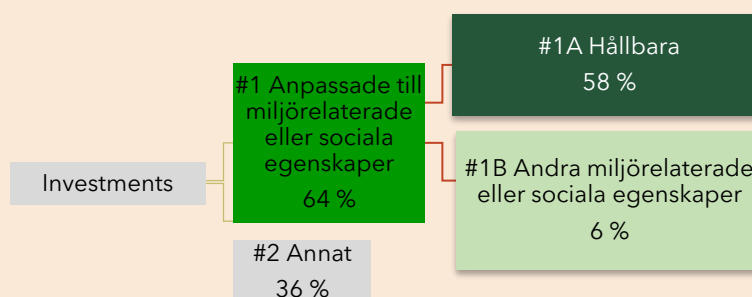 Investments
#1 Anpassade till
miljörelaterade
eller sociala
egenskaper
64 %
#2 Annat
36 %
#1A Hållbara
58 %
#1B Andra miljörelaterade
eller sociala egenskaper
6 %